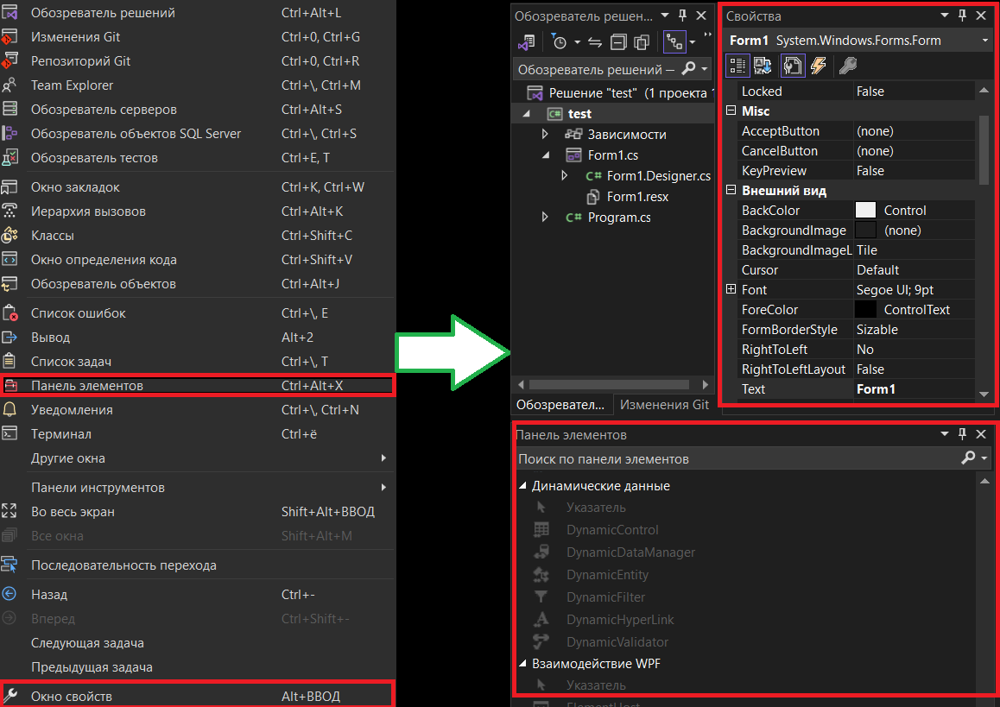 Обозреватель решений Ctrl+Alt+L
Изменения Git Ctrl+0, Ctrl+G
Репозиторий Git Ctrl+0, Ctrl+R
Team Explorer Ctrl+\, Ctrl+M
Обозреватель серверов Ctrl+Alt+S
Обозреватель объектов SQL Server Ctrl+\, Ctrl+S
Обозреватель тестов Ctrl+E, T
Окно закладок Ctrl+K, Ctrl+W
Иерархия вызовов Ctrl+Alt+K
Классы Ctrl+Shift+C
Окно определения кода Ctrl+Shift+V
Обозреватель объектов Ctrl+Alt+J
Список ошибок Ctrl+\, E
Вывод Alt+2
Список задач Ctrl+\, T
Панель элементов Ctrl+Alt+X
Уведомления Ctrl+\, Ctrl+N
Терминал Ctrl+ё
Другие окна
Панели инструментов
Во весь экран Shift+Alt+ВВОД
Все окна Shift+Alt+M
Последовательность перехода
Назад Ctrl+-
Вперед Ctrl+Shift+-
Следующая задача
Предыдущая задача
Окно свойств Alt+ВВОД
Обозреватель решен...
Обозреватель решений —
Решение "test" (1 проекта
test
Зависимости
Form1.cs
Form1.Designer.cs
Form1.resx
Program.cs
Обозревател... Изменения Git
Свойства
Form1 System.Windows.Forms.Form
Locked False
Misc
AcceptButton (none)
CancelButton (none)
KeyPreview False
Внешний вид
BackColor Control
BackgroundImage (none)
BackgroundImageL Tile
Cursor Default
Font Segoe UI; 9pt
ForeColor ControlText
FormBorderStyle Sizable
RightToLeft No
RightToLeftLayout False
Text Form1
Панель элементов
Поиск по панели элементов
Динамические данные
Указатель
DynamicControl
DynamicDataManager
DynamicEntity
DynamicFilter
DynamicHyperLink
DynamicValidator
Взаимодействие WPF
Указатель